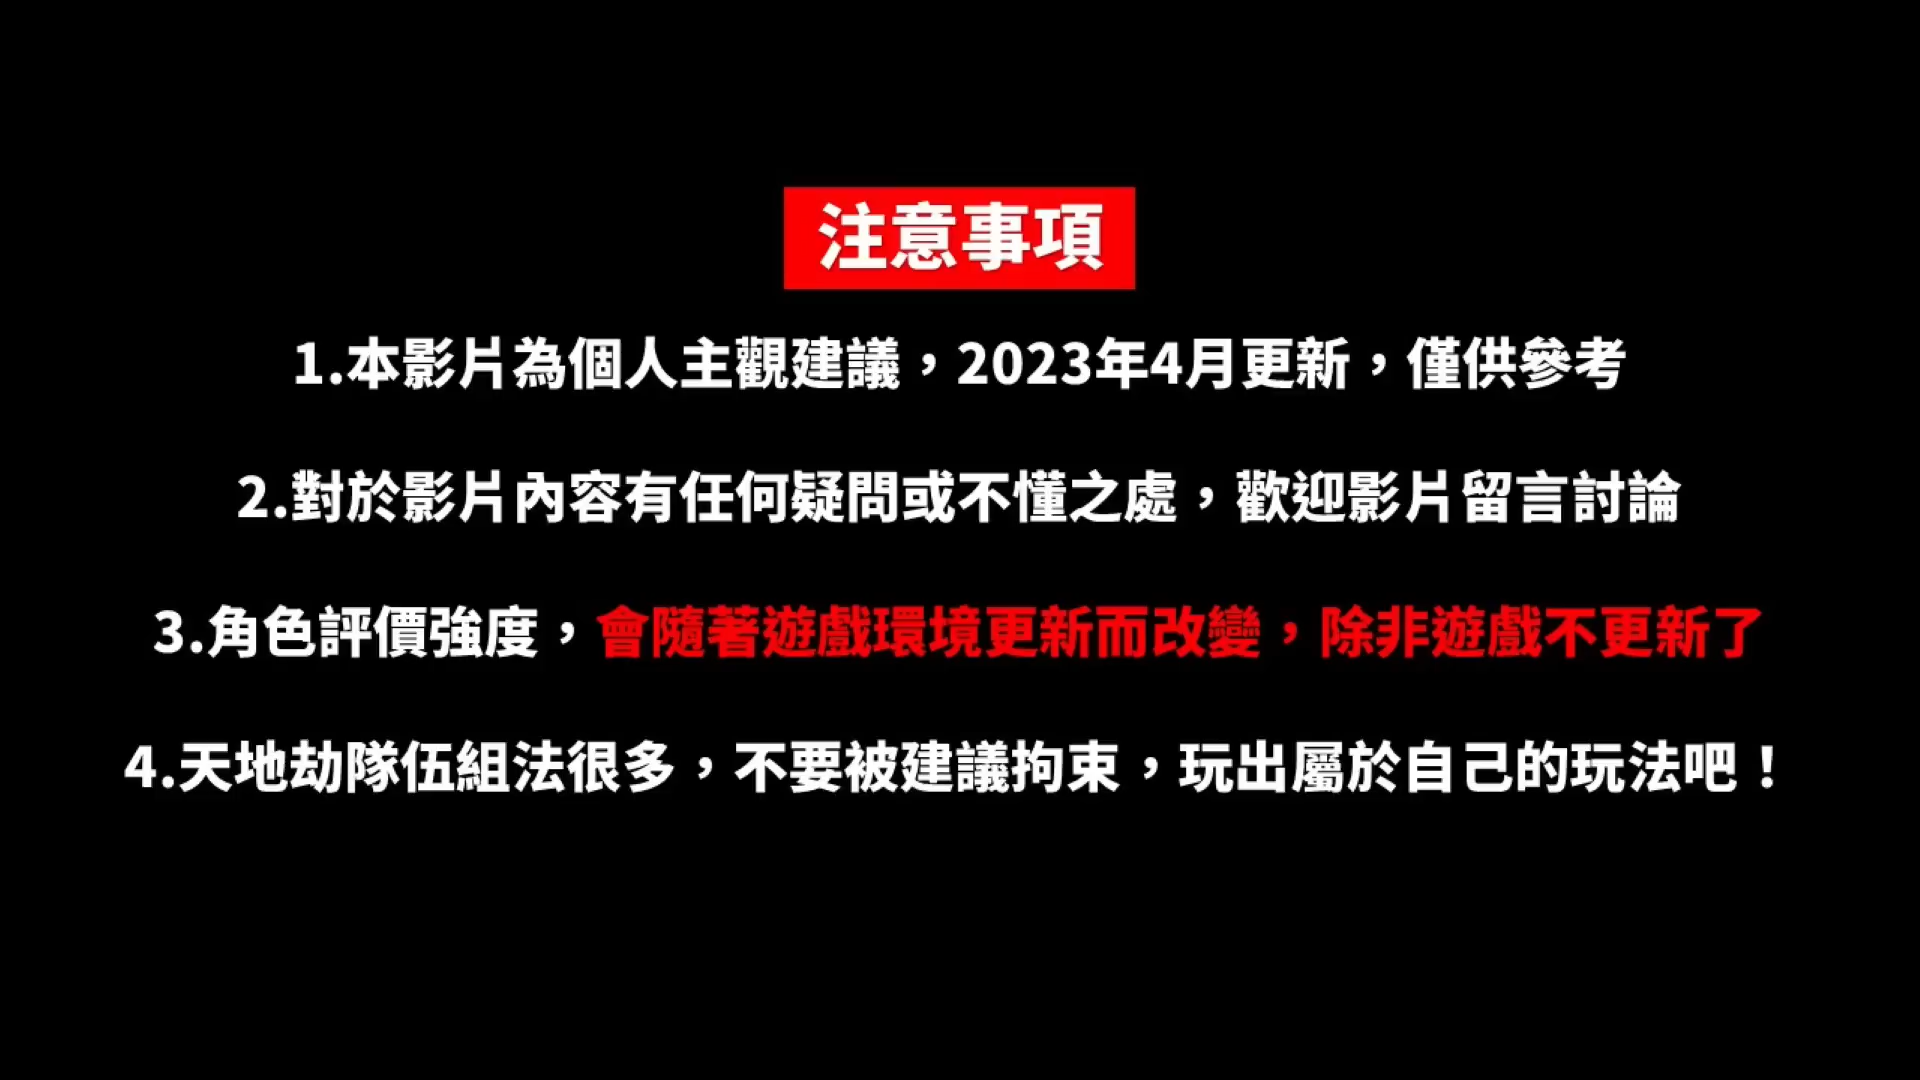 注意事項
1.本影片為個人主觀建議，2023年4月更新，僅供參考
2.對於影片內容有任何疑問或不懂之處，歡迎影片留言討論
3.角色評價強度，會隨著遊戲環境更新而改變，除非遊戲不更新了
4.天地劫隊伍組法很多，不要被建議拘束，玩出屬於自己的玩法吧！